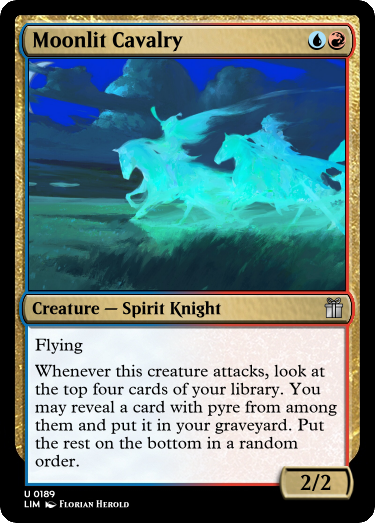 Moonlit Cavalry
Creature — Spirit Knight
Flying
Whenever this creature attacks, look at
the top four cards of your library. You
may reveal a card with pyre from among
them and put it in your graveyard. Put
the rest on the bottom in a random
order.
2/2
U 0189
LIM Florian Herold